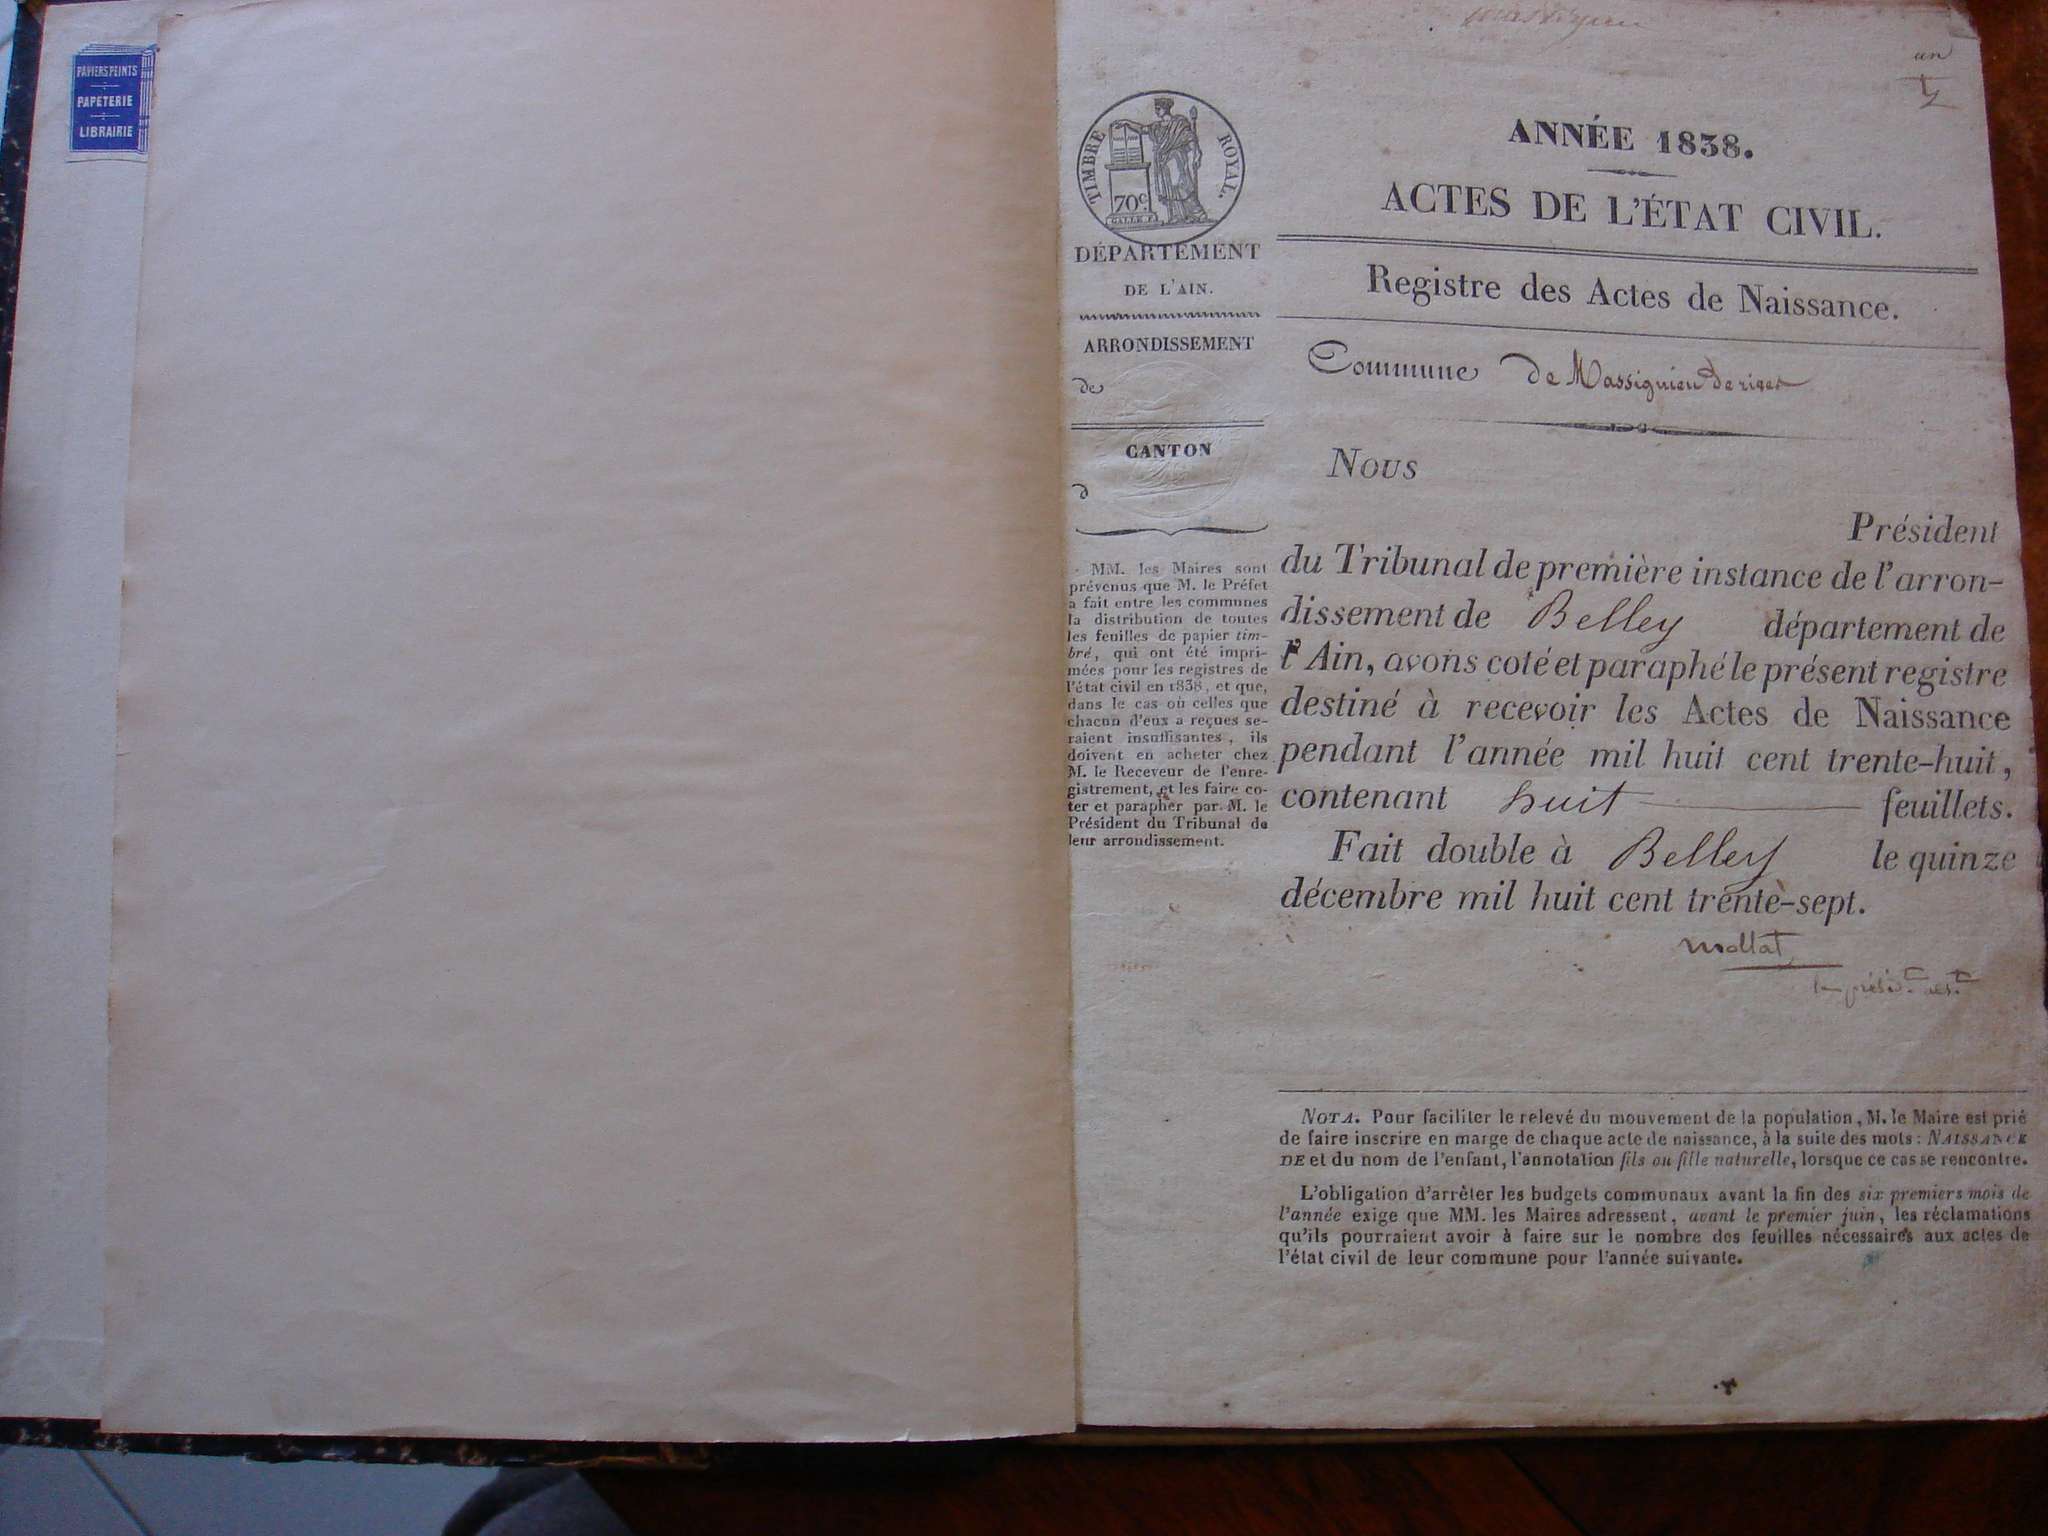 PAPIERS PEINTS
PAPETERIE
LIBRAIRIE
un
TIMBRE ROYAL.
70c.
GALLE F.
DÉPARTEMENT
DE L'AIN.
ARRONDISSEMENT
de
CANTON
d
MM. les Maires sont
prévenus que M. le Préfet
a fait entre les communes
la distribution de toutes
les feuilles de papier tim-
bré, qui ont été impri-
mées pour les registres de
l'état civil en 1838, et que,
dans le cas où celles que
chacun d'eux a reçues se-
raient insuffisantes, ils
doivent en acheter chez
M. le Receveur de l'enre-
gistrement, et les faire co-
ter et parapher par M. le
Président du Tribunal de
leur arrondissement.
ANNÉE 1838.
ACTES DE L'ÉTAT CIVIL.
Registre des Actes de Naissance.
Commune de Massignieu de rives
Nous
Président
du Tribunal de première instance de l'arron-
dissement de Belley département de
l'Ain, avons coté et paraphé le présent registre
destiné à recevoir les Actes de Naissance
pendant l'année mil huit cent trente-huit,
contenant huit feuillets.
Fait double à Belley le quinze
décembre mil huit cent trente-sept.
mollat
NOTA. Pour faciliter le relevé du mouvement de la population, M. le Maire est prié
de faire inscrire en marge de chaque acte de naissance, à la suite des mots: NAISSANCE
DE et du nom de l'enfant, l'annotation fils ou fille naturelle, lorsque ce cas se rencontre.
L'obligation d'arrêter les budgets communaux avant la fin des six premiers mois de
l'année exige que MM. les Maires adressent, avant le premier juin, les réclamations
qu'ils pourraient avoir à faire sur le nombre des feuilles nécessaires aux actes de
l'état civil de leur commune pour l'année suivante.